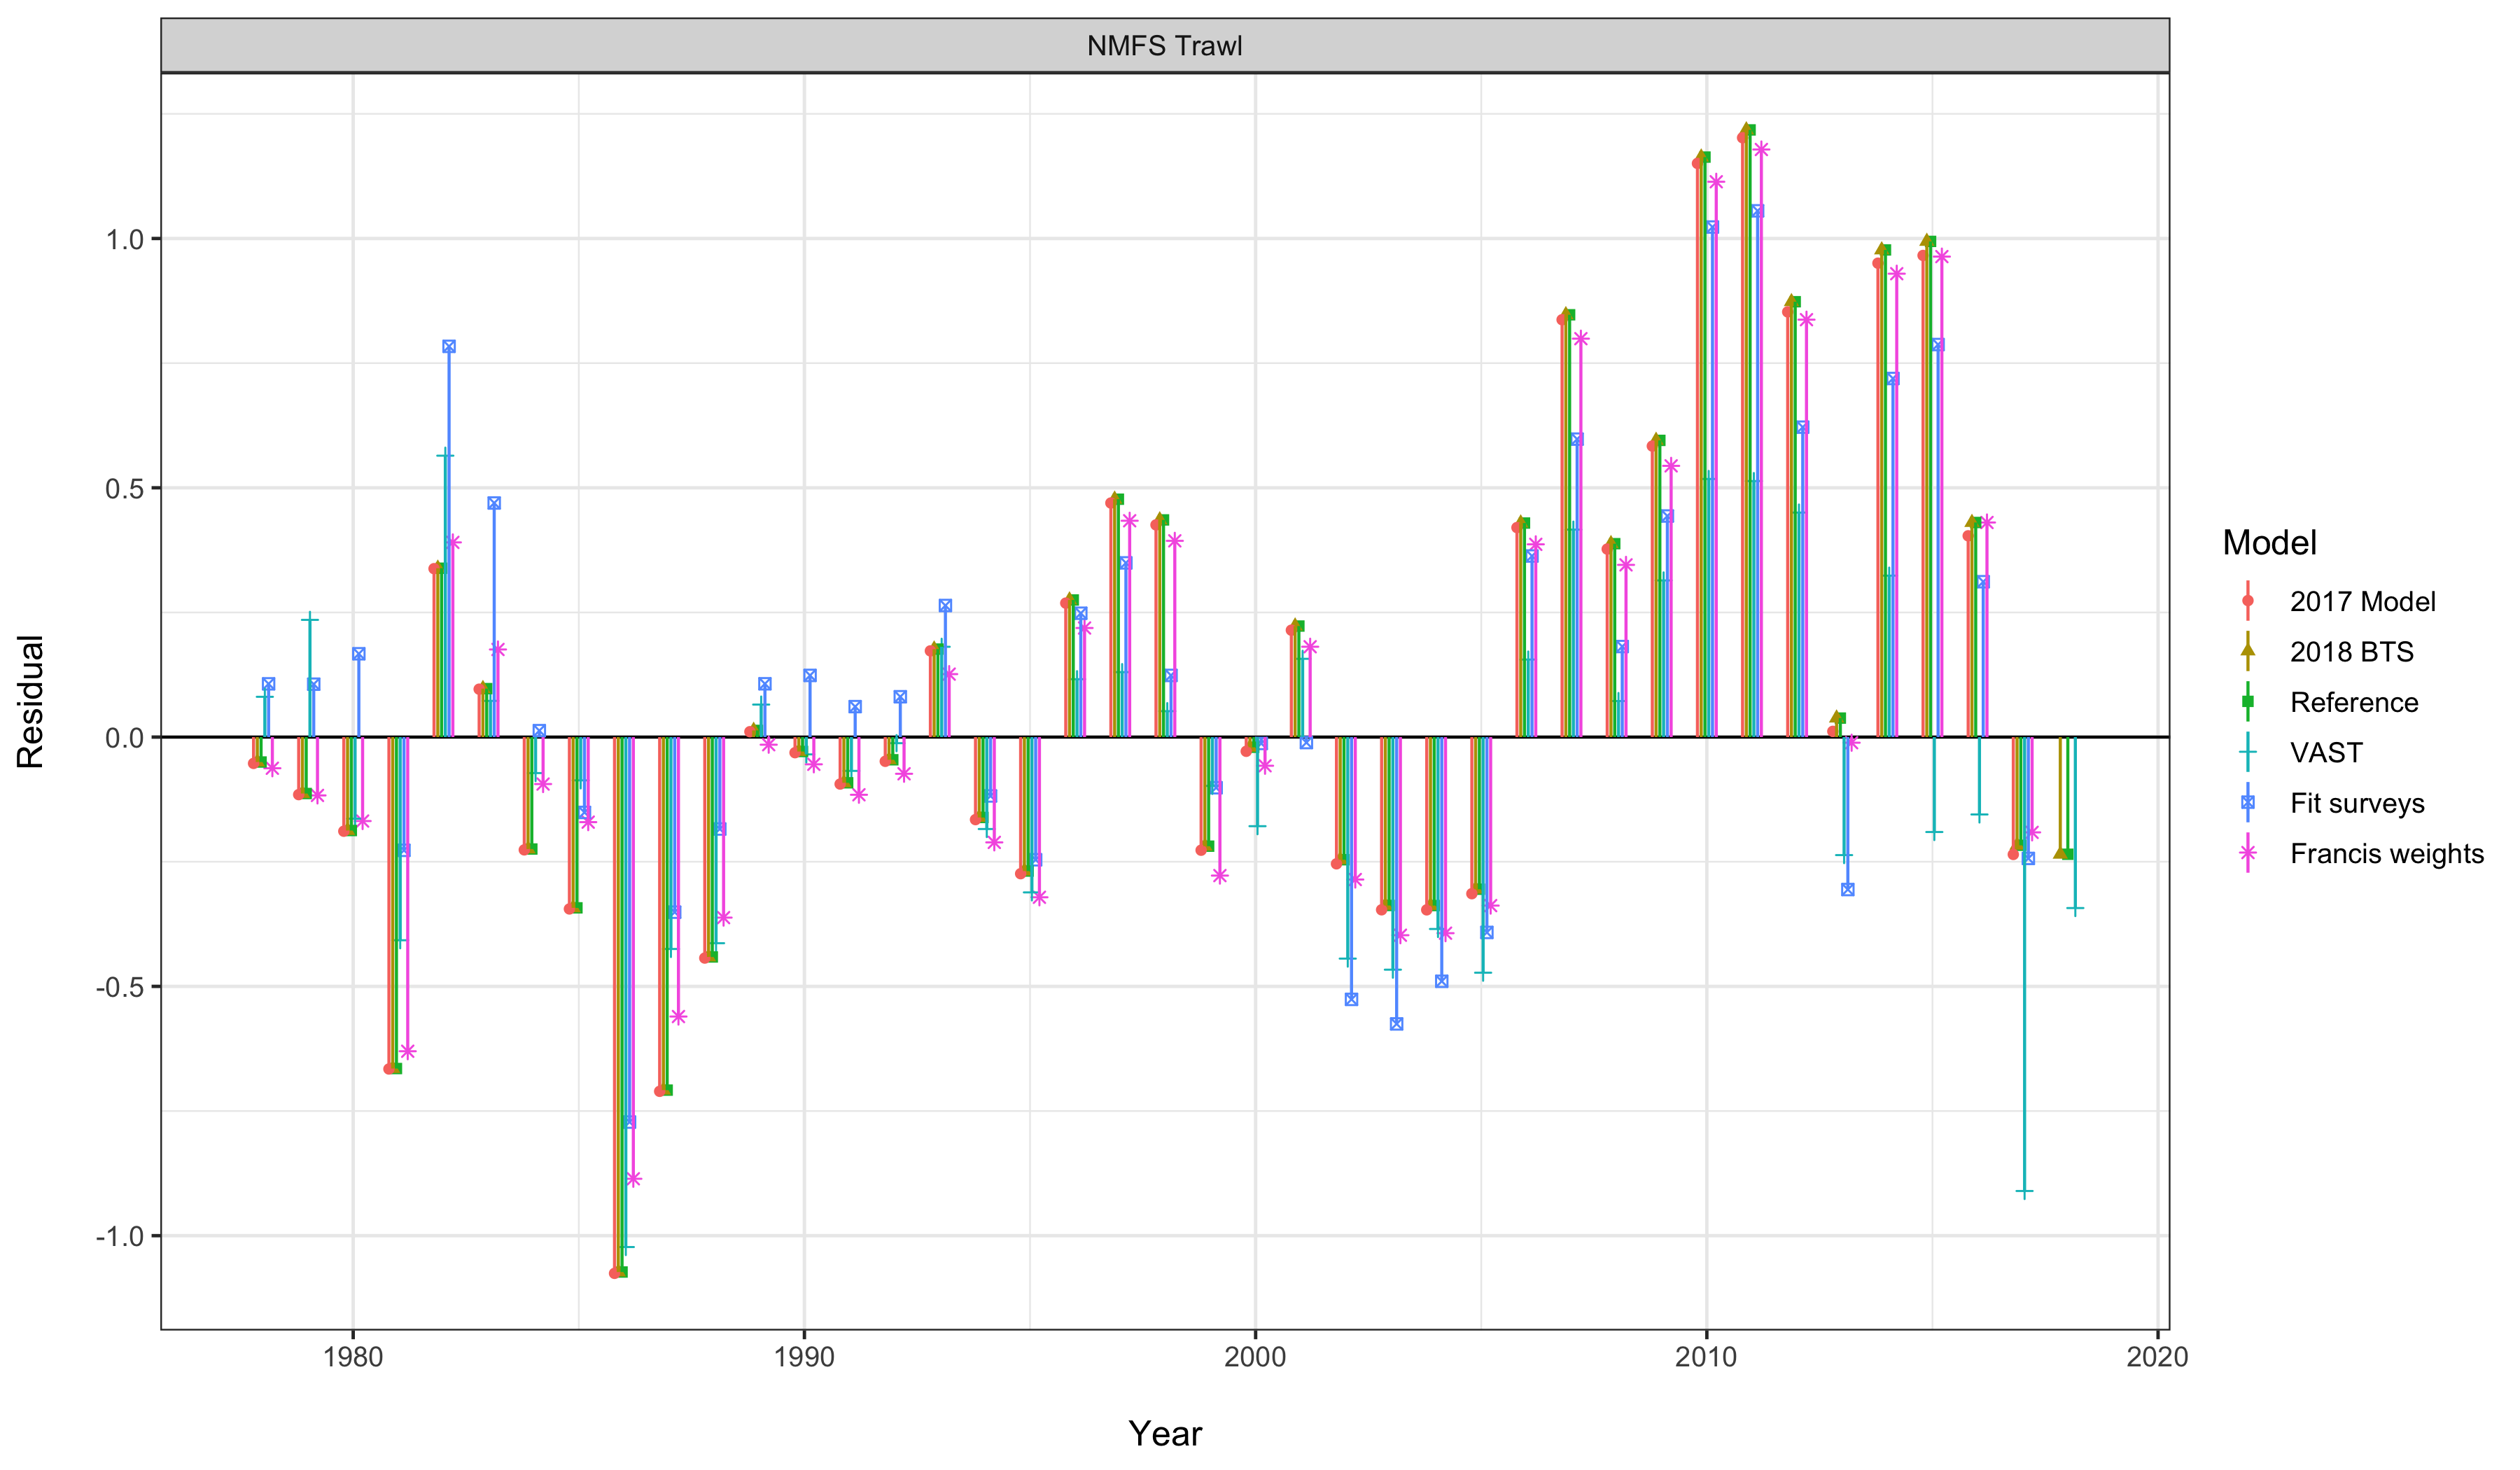 NMFS Trawl
1.0
0.5
0.0
-0.5
-1.0
Residual
1980
1990
2000
2010
2020
Year
Model
2017 Model
2018 BTS
Reference
VAST
Fit surveys
Francis weights